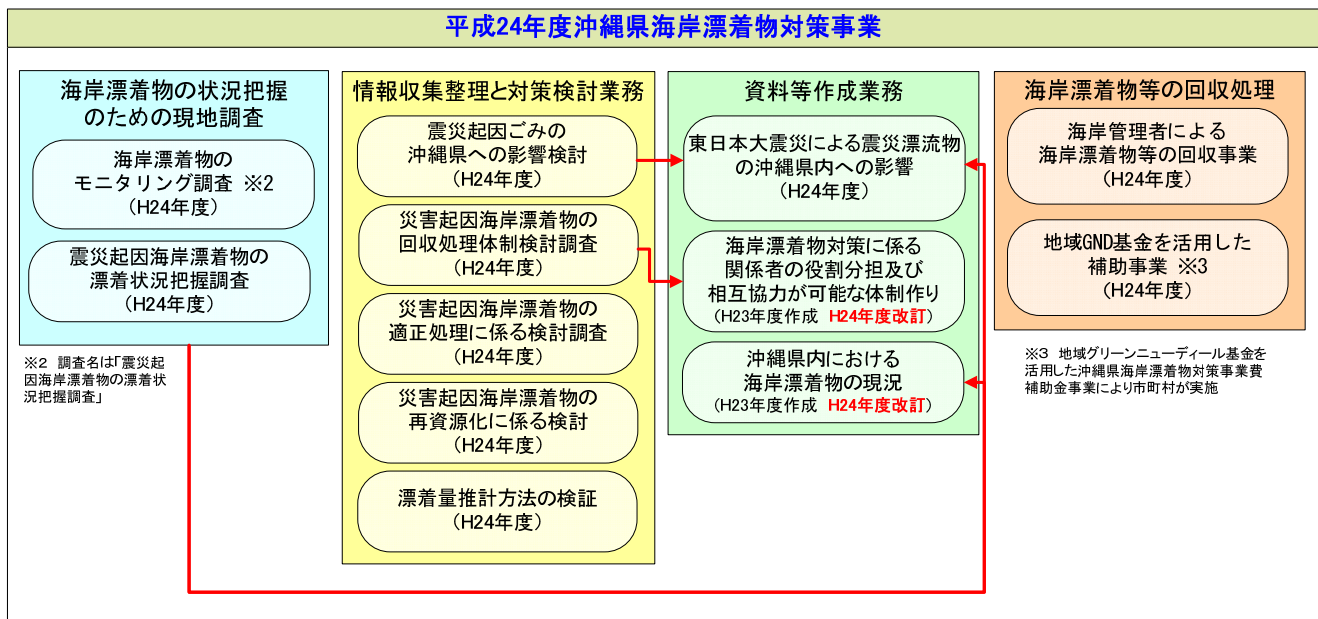 平成24年度沖縄県海岸漂着物対策事業
海岸漂着物の状況把握
のための現地調査
海岸漂着物の
モニタリング調査 ※2
(H24年度)
震災起因海岸漂着物の
漂着状況把握調査
(H24年度)
※2 調査名は「震災起
因海岸漂着物の漂着状
況把握調査」
情報収集整理と対策検討業務
震災起因ごみの
沖縄県への影響検討
(H24年度)
災害起因海岸漂着物の
回収処理体制検討調査
(H24年度)
災害起因海岸漂着物の
適正処理に係る検討調査
(H24年度)
災害起因海岸漂着物の
再資源化に係る検討
(H24年度)
漂着量推計方法の検証
(H24年度)
資料等作成業務
東日本大震災による震災漂流物
の沖縄県内への影響
(H24年度)
海岸漂着物対策に係る
関係者の役割分担及び
相互協力が可能な体制作り
(H23年度作成 H24年度改訂)
沖縄県内における
海岸漂着物の現況
(H23年度作成 H24年度改訂)
海岸漂着物等の回収処理
海岸管理者による
海岸漂着物等の回収事業
(H24年度)
地域GND基金を活用した
補助事業 ※3
(H24年度)
※3 地域グリーンニューディール基金を
活用した沖縄県海岸漂着物対策事業費
補助金事業により市町村が実施